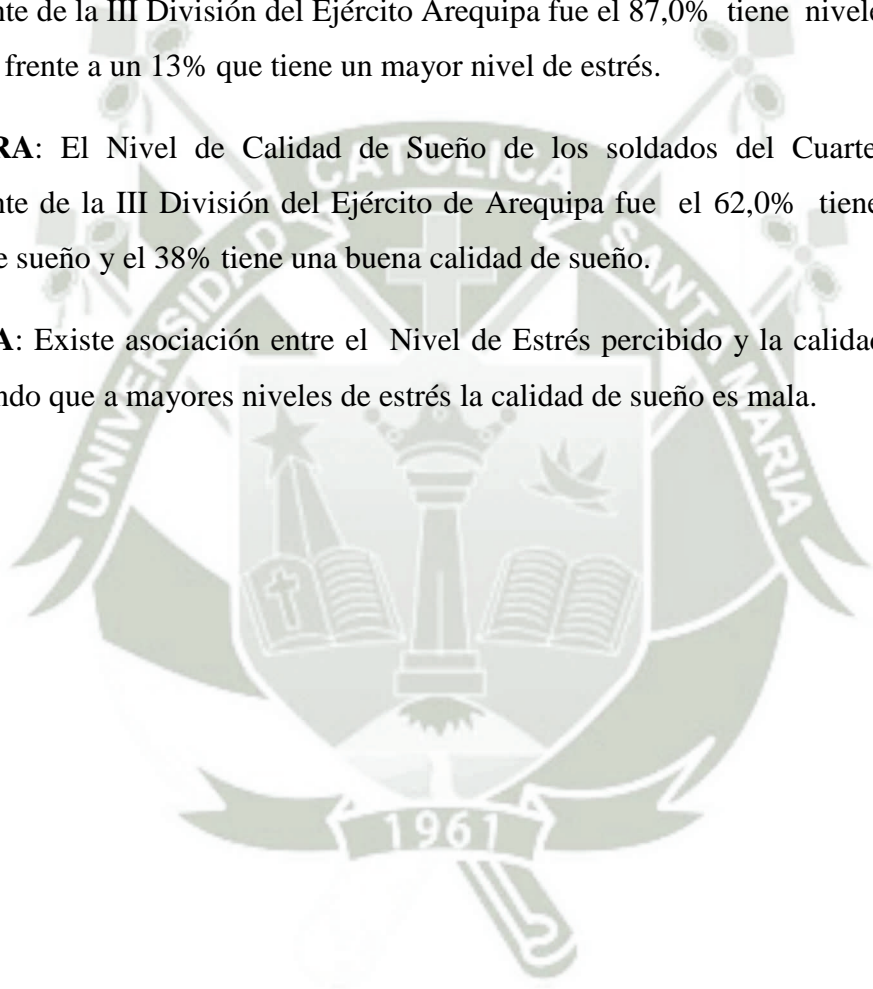 nte de la III División del Ejército Arequipa fue el 87,0% tiene nivele
frente a un 13% que tiene un mayor nivel de estrés.
RA: El Nivel de Calidad de Sueño de los soldados del Cuarte
nte de la III División del Ejército de Arequipa fue el 62,0% tiene
e sueño y el 38% tiene una buena calidad de sueño.
A: Existe asociación entre el Nivel de Estrés percibido y la calidad
ndo que a mayores niveles de estrés la calidad de sueño es mala.
UNIVERSIDAD CATOLICA SANTA MARIA
1961